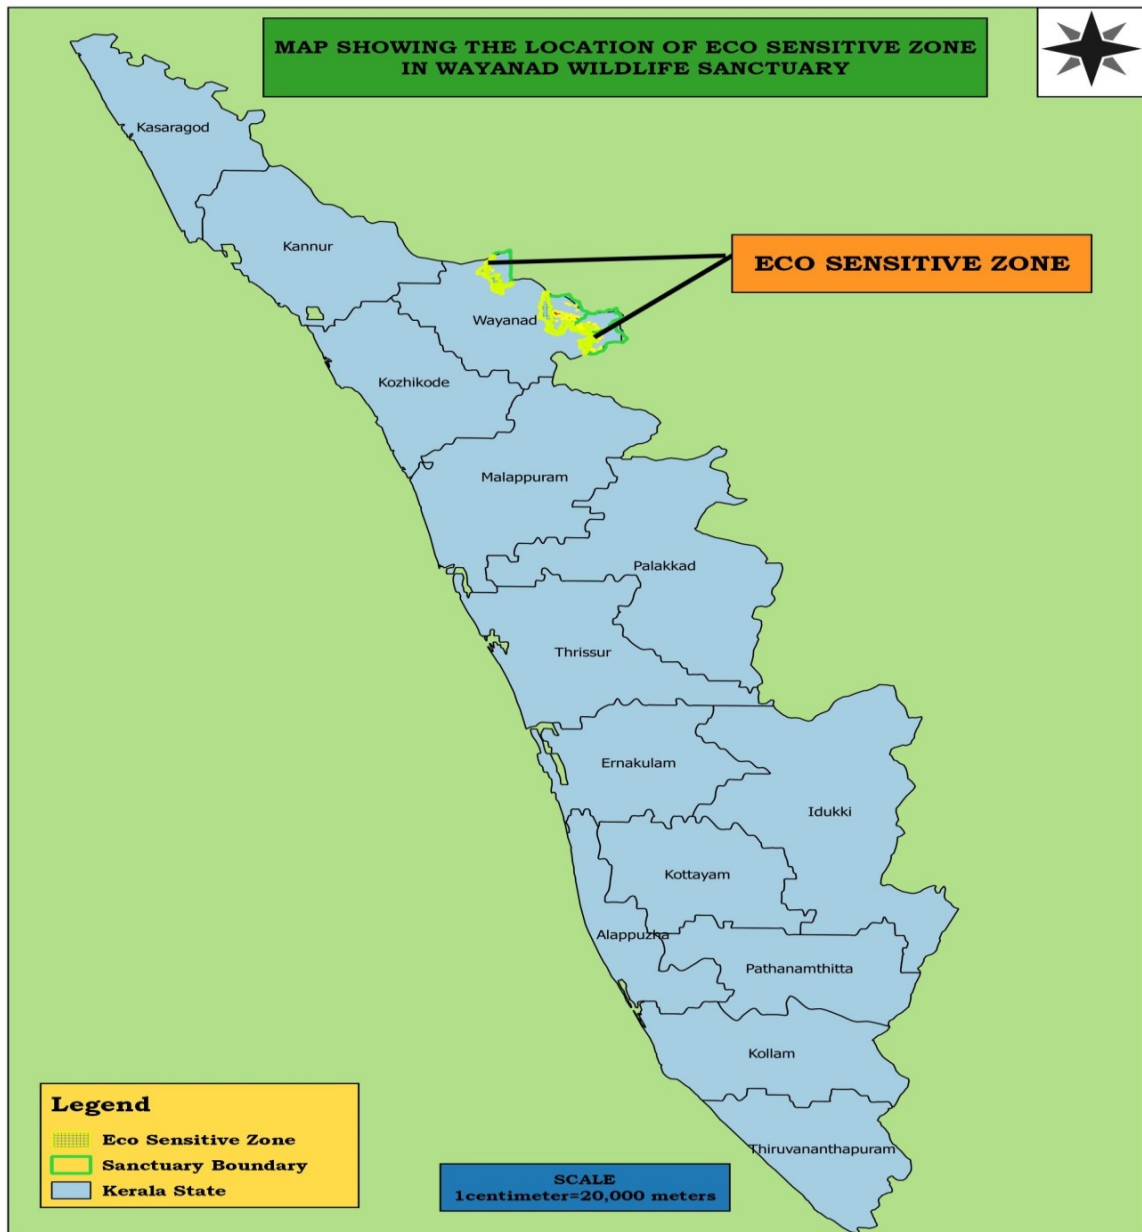 MAP SHOWING THE LOCATION OF ECO SENSITIVE ZONE
IN WAYANAD WILDLIFE SANCTUARY
Kasaragod
Kannur
ECO SENSITIVE ZONE
Wayanad
Kozhikode
Malappuram
Palakkad
Thrissur
Ernakulam
Idukki
Kottayam
Alappuzha
Pathanamthitta
Kollam
Thiruvananthapuram
Legend
Eco Sensitive Zone
Sanctuary Boundary
Kerala State
SCALE
1centimeter=20,000 meters